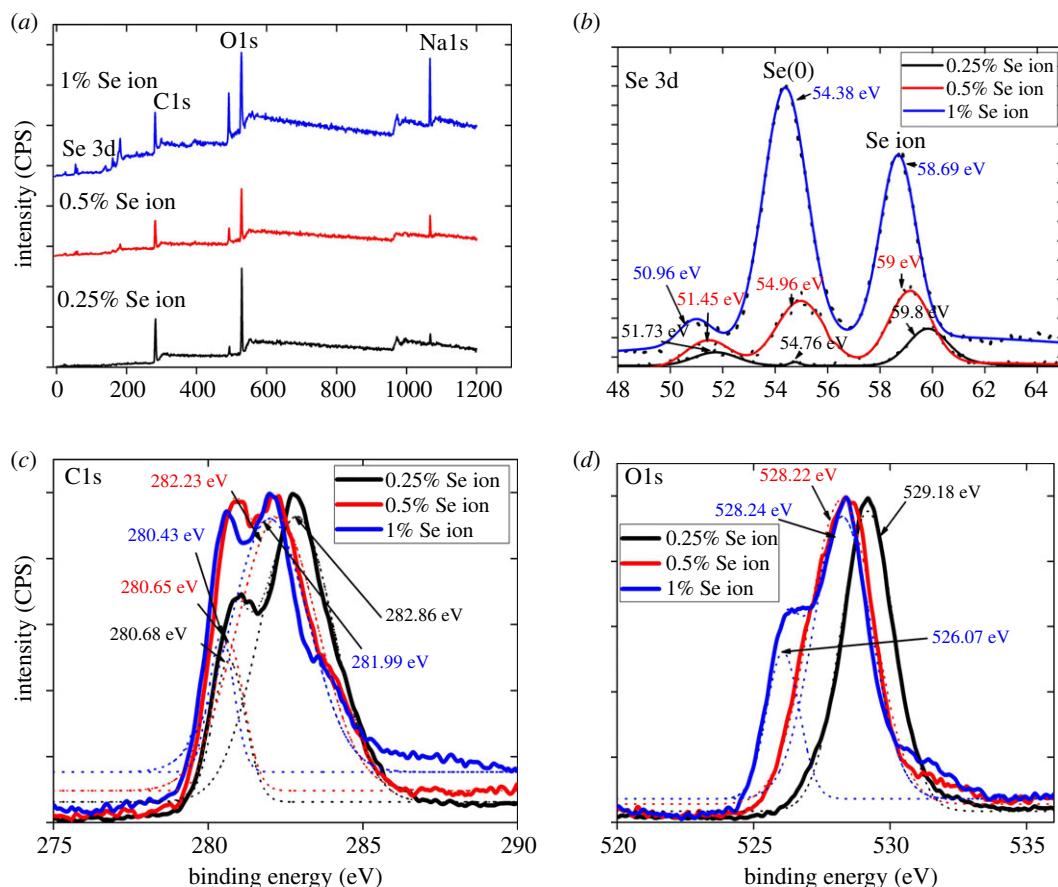 (a)
intensity (CPS)
O1s
Na1s
1% Se ion
C1s
Se 3d
0.5% Se ion
0.25% Se ion
0 200 400 600 800 1000 1200
(b)
Se 3d
Se(0)
54.38 eV
0.25% Se ion
0.5% Se ion
1% Se ion
Se ion
58.69 eV
50.96 eV
51.45 eV
54.96 eV
59 eV
51.73 eV
54.76 eV
59.8 eV
48 50 52 54 56 58 60 62 64
(c)
intensity (CPS)
C1s
282.23 eV
280.43 eV
280.65 eV
280.68 eV
0.25% Se ion
0.5% Se ion
1% Se ion
282.86 eV
281.99 eV
275 280 285 290
binding energy (eV)
(d)
O1s
528.22 eV
528.24 eV
529.18 eV
0.25% Se ion
0.5% Se ion
1% Se ion
526.07 eV
520 525 530 535
binding energy (eV)